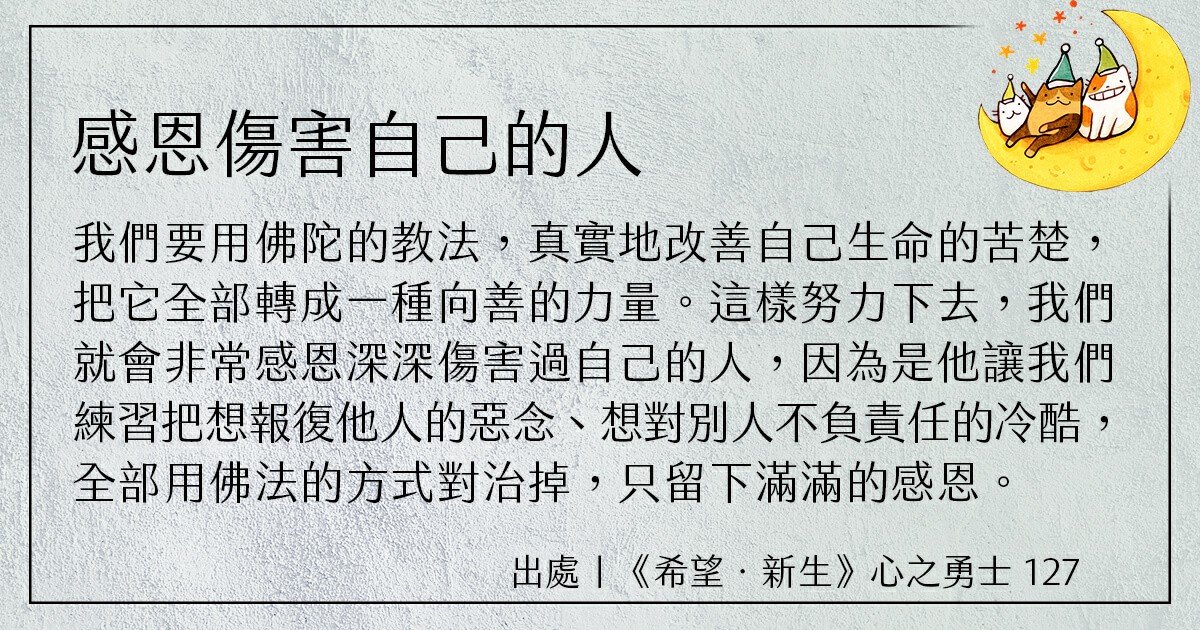 感恩傷害自己的人
我們要用佛陀的教法，真實地改善自己生命的苦楚，
把它全部轉成一種向善的力量。這樣努力下去，我們
就會非常感恩深深傷害過自己的人，因為是他讓我們
練習把想報復他人的惡念、想對別人不負責任的冷酷，
全部用佛法的方式對治掉，只留下滿滿的感恩。
出處｜《希望．新生》心之勇士 127